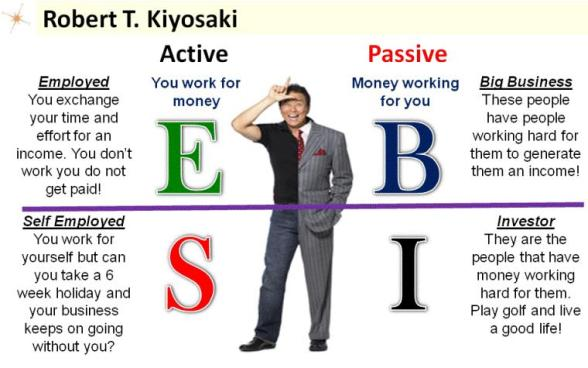 Robert T. Kiyosaki
Active
Passive
Employed
You exchange
your time and
effort for an
income. You don't
work you do not
get paid!
You work for
money
E
Money working
for you
B
Big Business
These people
have people
working hard for
them to generate
them an income!
Self Employed
You work for
yourself but can
you take a 6
week holiday and
your business
keeps on going
without you?
S
I
Investor
They are the
people that have
money working
hard for them.
Play golf and live
a good life!